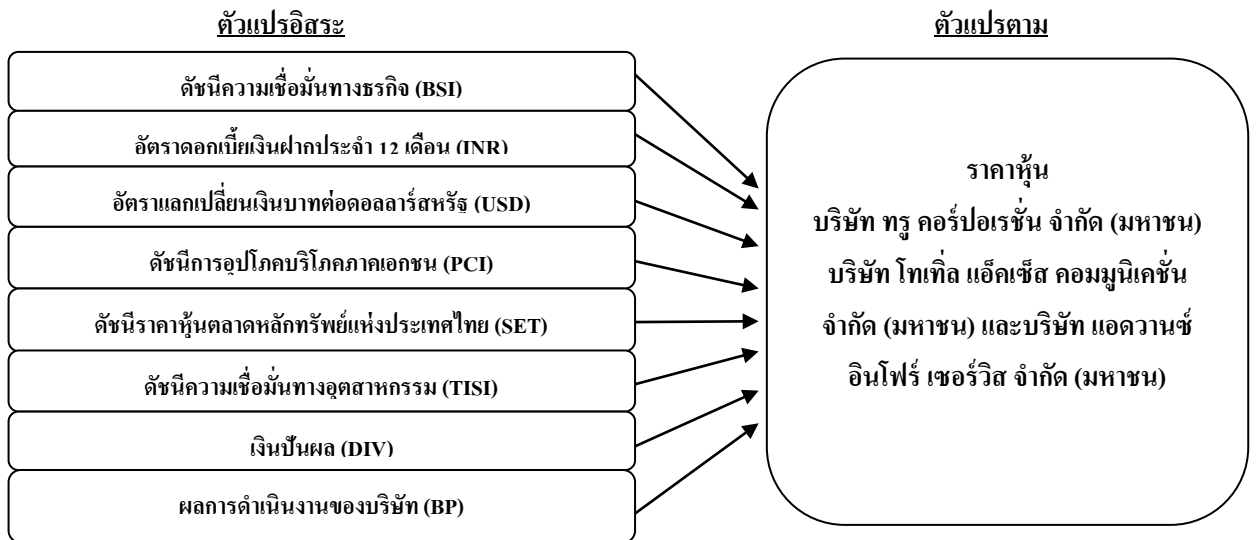 ตัวแปรอิสระ
ตัวแปรตาม
ดัชนีความเชื่อมั่นทางธุรกิจ (BSI)
อัตราดอกเบี้ยเงินฝากประจำ 12 เดือน (INR)
อัตราแลกเปลี่ยนเงินบาทต่อดอลลาร์สหรัฐ (USD)
ดัชนีการอุปโภคบริโภคภาคเอกชน (PCI)
ดัชนีราคาหุ้นตลาดหลักทรัพย์แห่งประเทศไทย (SET)
ดัชนีความเชื่อมั่นทางอุตสาหกรรม (TISI)
เงินปันผล (DIV)
ผลการดำเนินงานของบริษัท (BP)
ราคาหุ้น
บริษัท ทรู คอร์ปอเรชั่น จำกัด (มหาชน)
บริษัท โทเทิ่ล แอ็คเซ็ส คอมมูนิเคชั่น
จำกัด (มหาชน) และบริษัท แอดวานซ์
อินโฟร์ เซอร์วิส จำกัด (มหาชน)